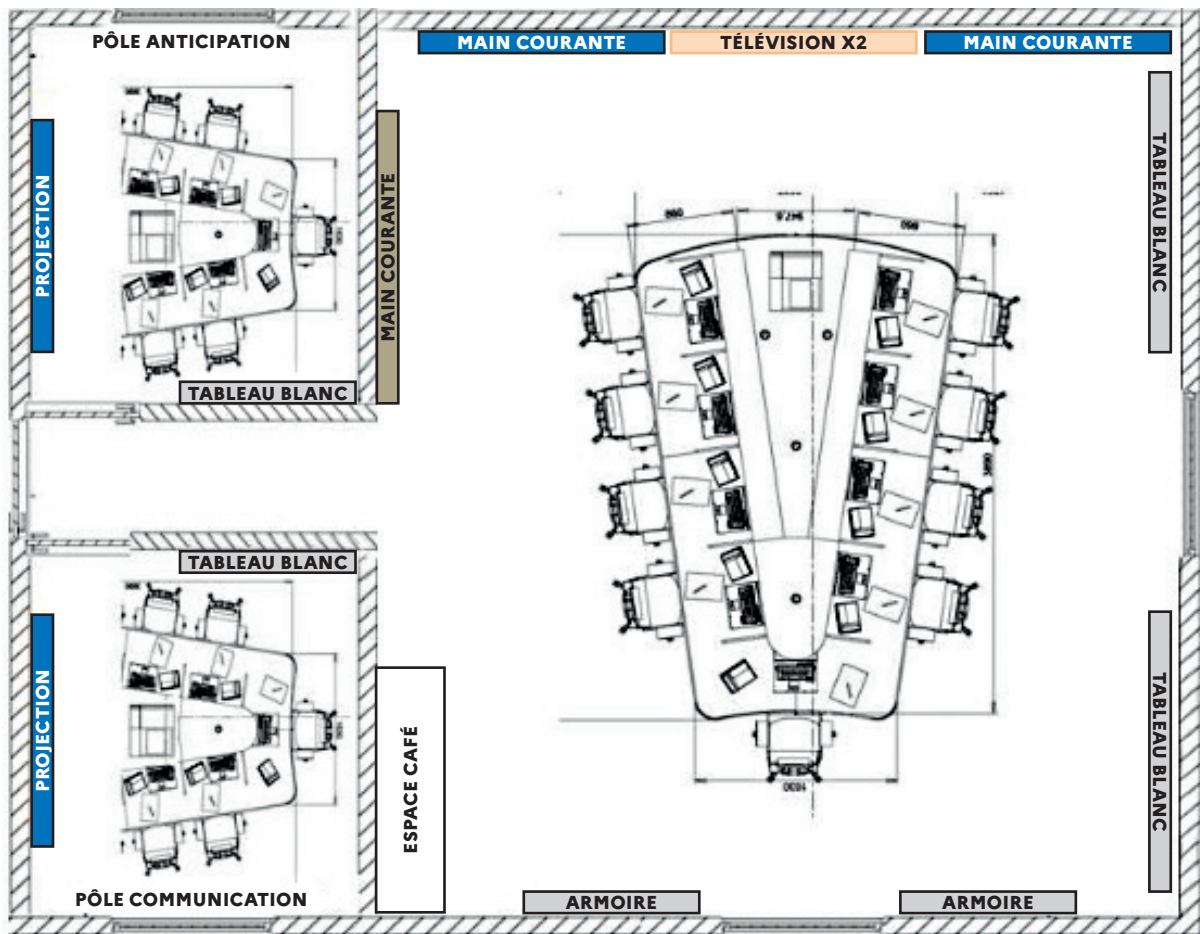 PÔLE ANTICIPATION
MAIN COURANTE
TÉLÉVISION X2
MAIN COURANTE
PROJECTION
MAIN COURANTE
TABLEAU BLANC
TABLEAU BLANC
TABLEAU BLANC
PROJECTION
ESPACE CAFÉ
TABLEAU BLANC
PÔLE COMMUNICATION
ARMOIRE
ARMOIRE